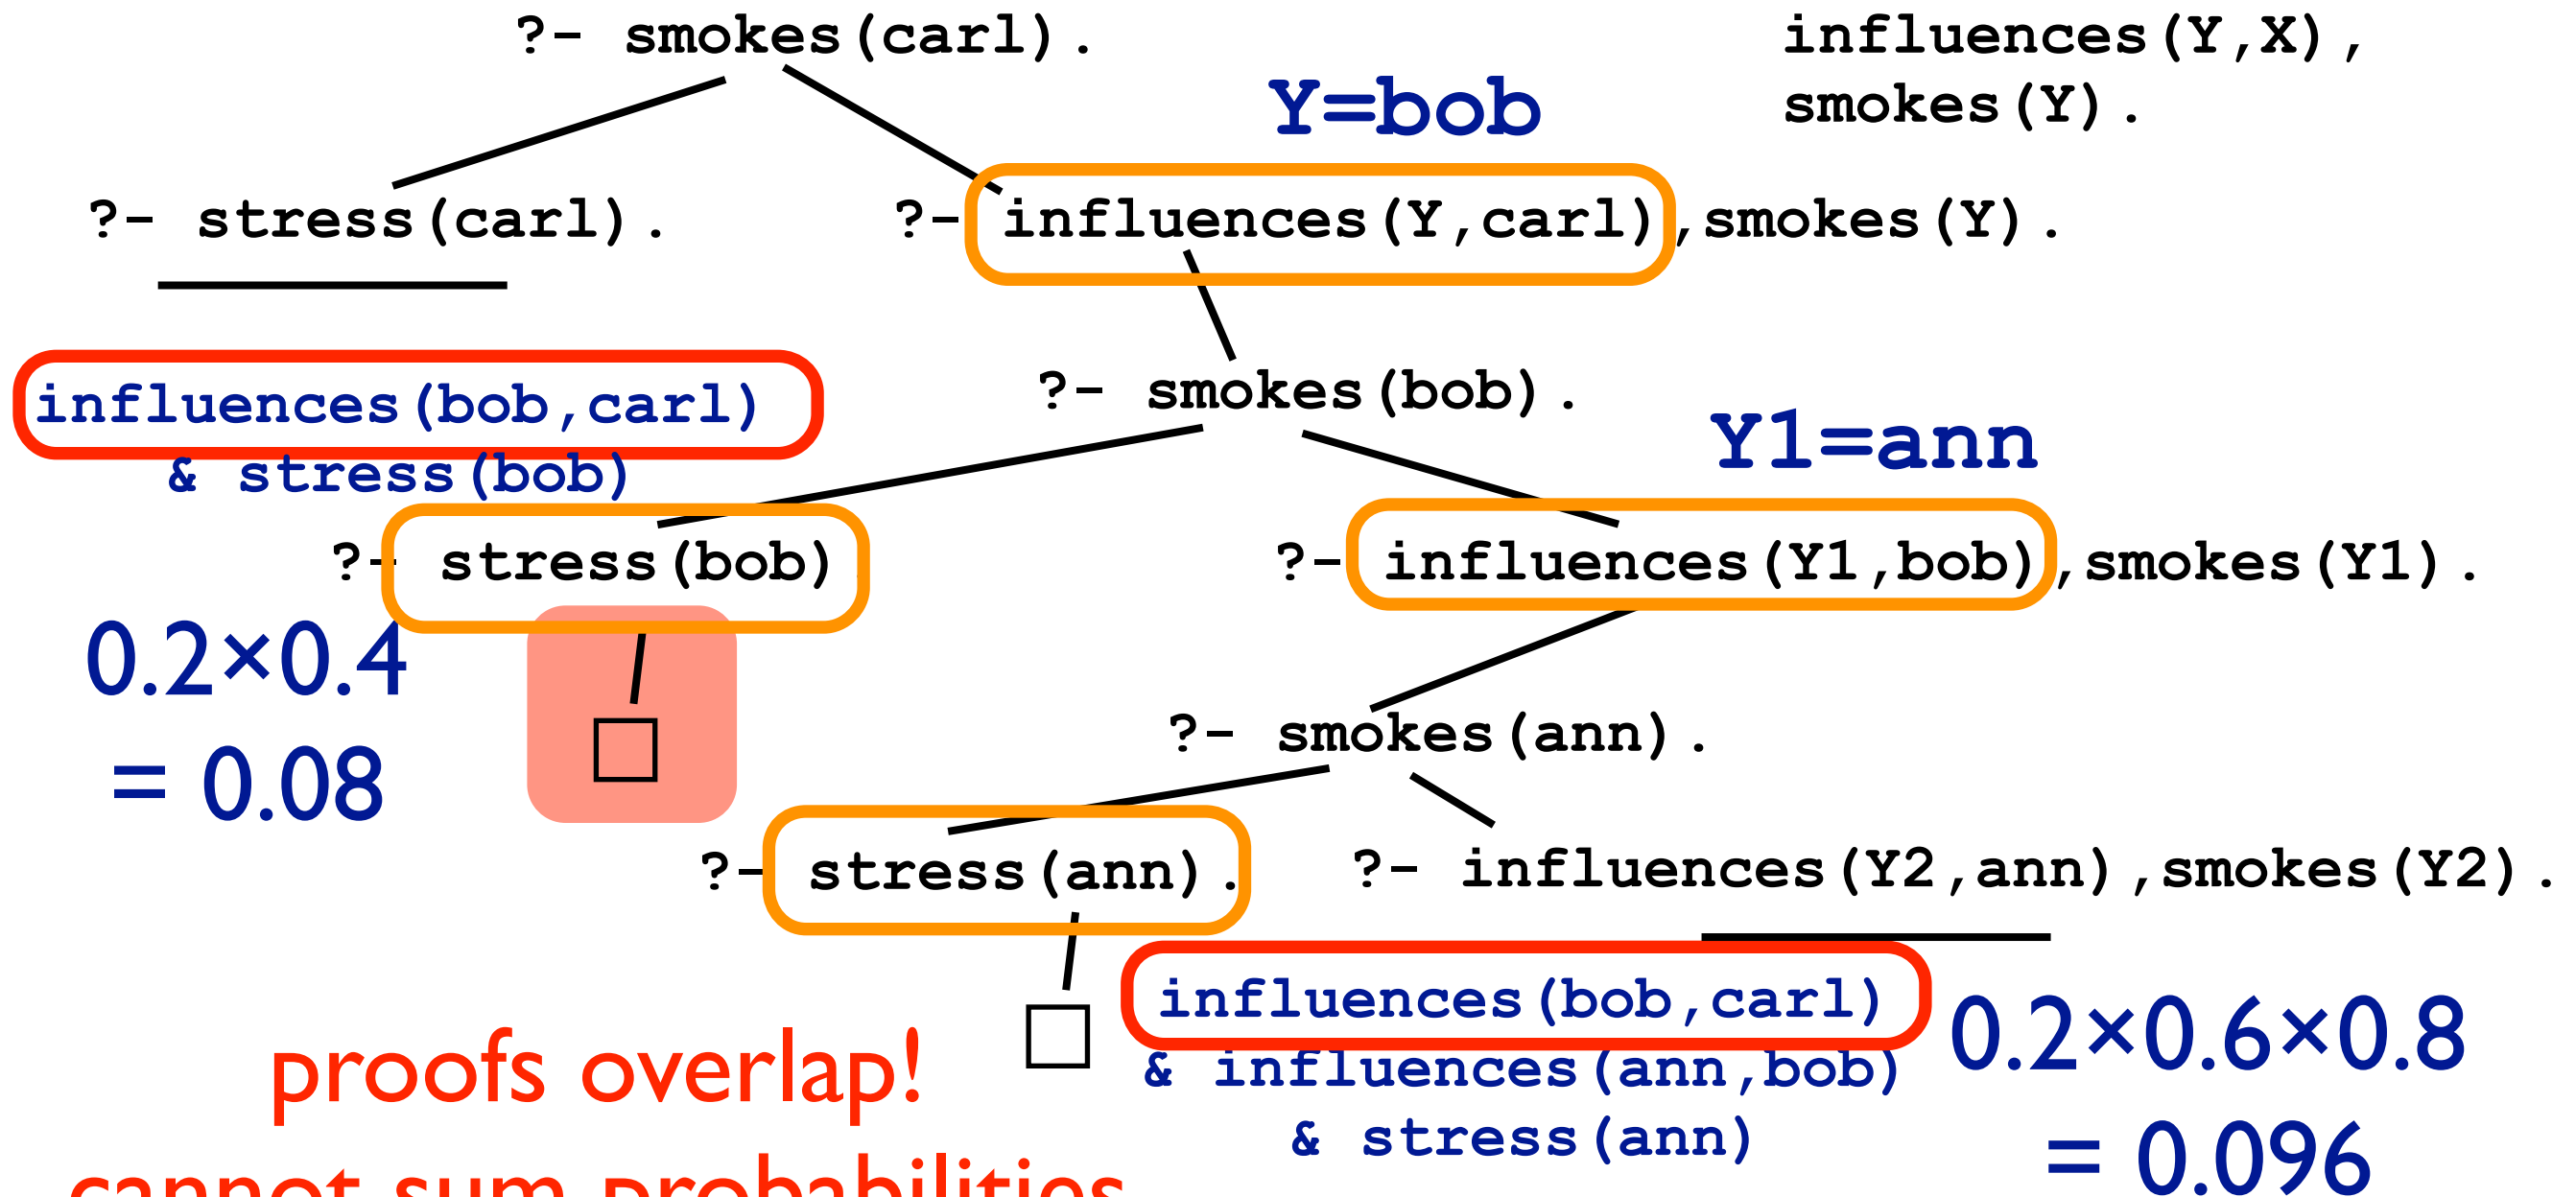 ?- smokes(carl).
influences(Y,X),
smokes(Y).
Y=bob
?- stress(carl).
?- influences(Y,carl),smokes(Y).
influences(bob,carl)
& stress(bob)
?- smokes(bob).
Y1=ann
?- stress(bob)
?- influences(Y1,bob),smokes(Y1).
0.2×0.4
= 0.08
?- smokes(ann).
?- stress(ann).
?- influences(Y2,ann),smokes(Y2).
influences(bob,carl)
& influences(ann,bob)
& stress(ann)
0.2×0.6×0.8
= 0.096
proofs overlap!
cannot sum probabilities